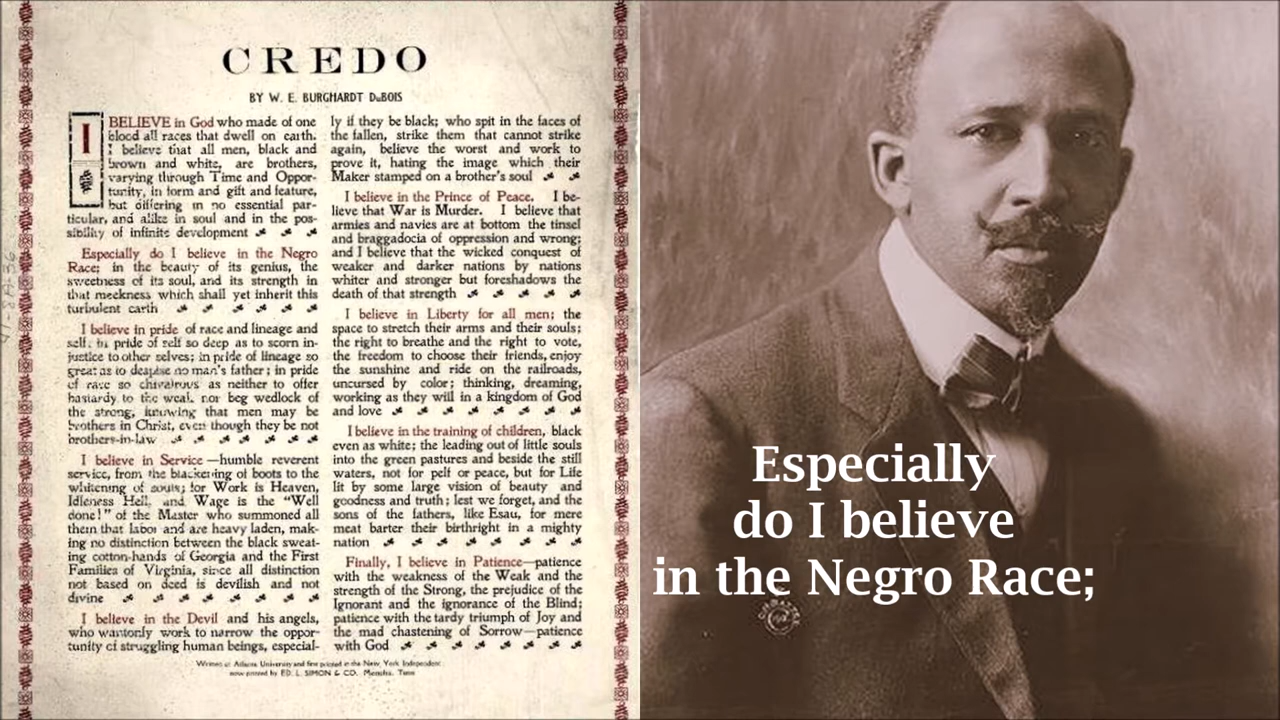 CREDO
BY W. E. BURGHARDT DuBOIS
I BELIEVE in God who made of one
blood all races that dwell on earth.
I believe that all men, black and
brown and white, are brothers,
varying through Time and Oppor-
tunity, in form and gift and feature,
but differing in no essential par-
ticular, and alike in soul and in the pos-
sibility of infinite development
Especially do I believe in the Negro
Race; in the beauty of its genius, the
sweetness of its soul, and its strength in
that meekness which shall yet inherit this
turbulent earth
I believe in pride of race and lineage and
self; in pride of self so deep as to scorn in-
justice to other selves; in pride of lineage so
great as to despise no man's father; in pride
of race so chivalrous as neither to offer
bastardy to the weak nor beg wedlock of
the strong, knowing that men may be
brothers in Christ, even though they be not
brothers-in-law
I believe in Service—humble reverent
service, from the blackening of boots to the
whitening of souls; for Work is Heaven,
Idleness Hell, and Wage is the "Well
done!" of the Master who summoned all
them that labor and are heavy laden, mak-
ing no distinction between the black sweat-
ing cotton-hands of Georgia and the First
Families of Virginia, since all distinction
not based on deed is devilish and not
divine
I believe in the Devil and his angels,
who wantonly work to narrow the oppor-
tunity of struggling human beings, especial-
ly if they be black; who spit in the faces of
the fallen, strike them that cannot strike
again, believe the worst and work to
prove it, hating the image which their
Maker stamped on a brother's soul
I believe in the Prince of Peace. I be-
lieve that War is Murder. I believe that
armies and navies are at bottom the tinsel
and braggadocia of oppression and wrong;
and I believe that the wicked conquest of
weaker and darker nations by nations
whiter and stronger but foreshadows the
death of that strength
I believe in Liberty for all men; the
space to stretch their arms and their souls;
the right to breathe and the right to vote,
the freedom to choose their friends, enjoy
the sunshine and ride on the railroads,
uncursed by color; thinking, dreaming,
working as they will in a kingdom of God
and love
I believe in the training of children, black
even as white; the leading out of little souls
into the green pastures and beside the still
waters, not for pelf or peace, but for Life
lit by some large vision of beauty and
goodness and truth; lest we forget, and the
sons of the fathers, like Esau, for mere
meat barter their birthright in a mighty
nation
Finally, I believe in Patience—patience
with the weakness of the Weak and the
strength of the Strong, the prejudice of the
Ignorant and the ignorance of the Blind;
patience with the tardy triumph of Joy and
the mad chastening of Sorrow—patience
with God
Written at Atlanta University and first printed in the New York Independent
now printed by ED. L. SIMON & CO. Memphis, Tenn
Especially
do I believe
in the Negro Race;